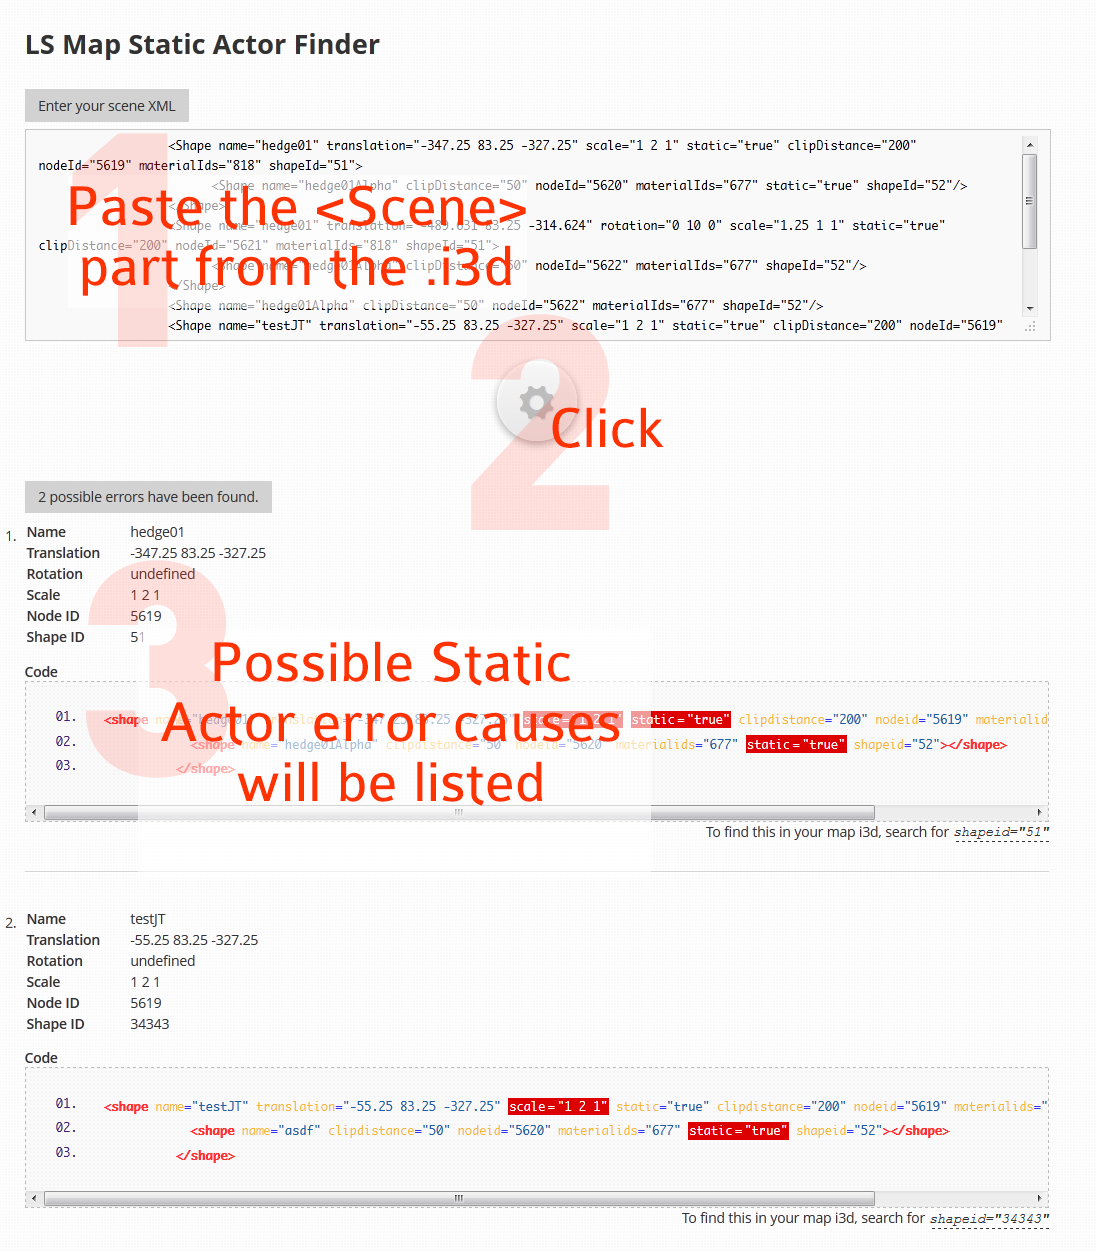 LS Map Static Actor Finder
Enter your scene XML
<Shape name="hedge01" translation="-347.25 83.25 -327.25" scale="1 2 1" static="true" clipDistance="200"
nodeId="5619" materialIds="818" shapeId="51">
<Shape name="hedge01Alpha" clipDistance="50" nodeId="5620" materialIds="677" static="true" shapeId="52"/>
</Shape>
<Shape name="hedge01" translation="-489.631 83.25 -314.624" rotation="0 10 0" scale="1.25 1 1" static="true"
clipDistance="200" nodeId="5621" materialIds="818" shapeId="51">
<Shape name="hedge01Alpha" clipDistance="50" nodeId="5622" materialIds="677" shapeId="52"/>
</Shape>
<Shape name="hedge01Alpha" clipDistance="50" nodeId="5622" materialIds="677" shapeId="52"/>
<Shape name="testJT" translation="-55.25 83.25 -327.25" scale="1 2 1" static="true" clipDistance="200" nodeId="5619"
1
Paste the <Scene>
part from the .i3d
2
Click
2 possible errors have been found.
1.
Name hedge01
Translation -347.25 83.25 -327.25
Rotation undefined
Scale 1 2 1
Node ID 5619
Shape ID 51
3
Possible Static
Actor error causes
will be listed
Code
01. <shape name="hedge01" translation="-347.25 83.25 -327.25" scale="1 2 1" static="true" clipdistance="200" nodeid="5619" materialid
02. <shape name="hedge01Alpha" clipdistance="50" nodeid="5620" materialids="677" static="true" shapeid="52"></shape>
03. </shape>
To find this in your map i3d, search for shapeid="51"
2.
Name testJT
Translation -55.25 83.25 -327.25
Rotation undefined
Scale 1 2 1
Node ID 5619
Shape ID 34343
Code
01. <shape name="testJT" translation="-55.25 83.25 -327.25" scale="1 2 1" static="true" clipdistance="200" nodeid="5619" materialids="
02. <shape name="asdf" clipdistance="50" nodeid="5620" materialids="677" static="true" shapeid="52"></shape>
03. </shape>
To find this in your map i3d, search for shapeid="34343"